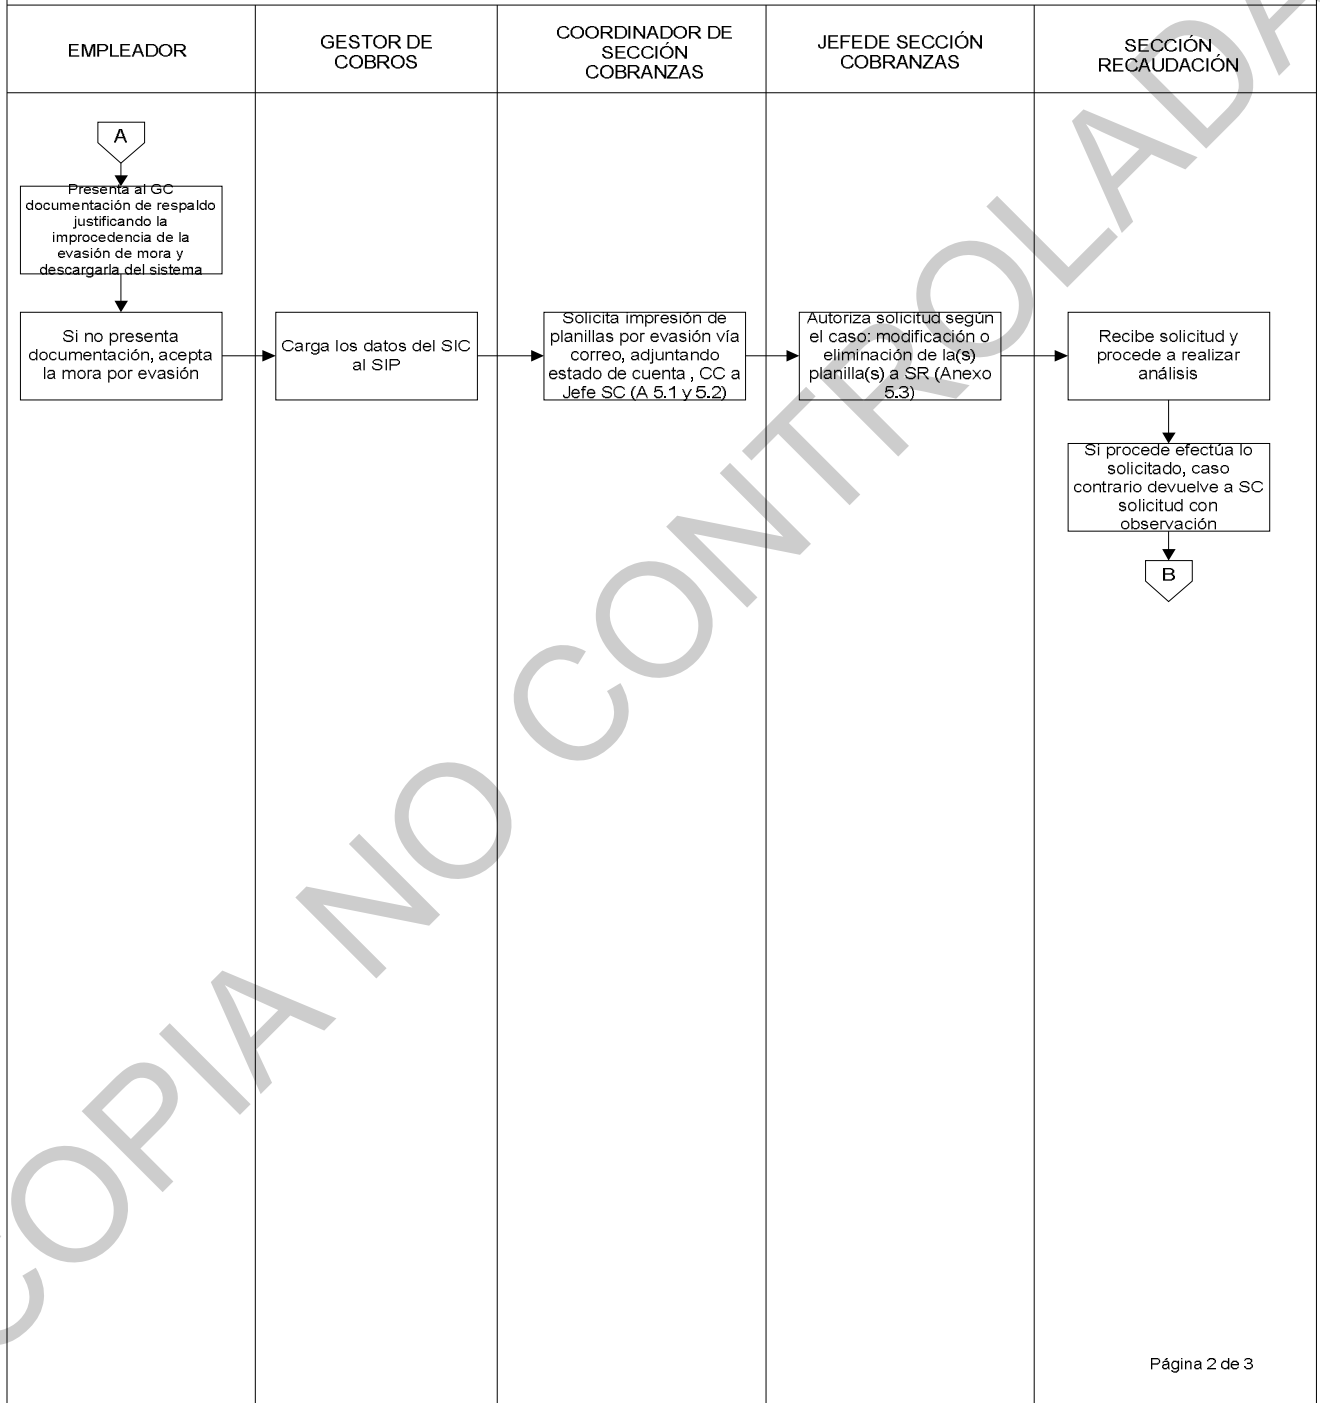 EMPLEADOR
GESTOR DE
COBROS
COORDINADOR DE
SECCIÓN
COBRANZAS
JEFEDE SECCIÓN
COBRANZAS
SECCIÓN
RECAUDACIÓN
A
Presenta al GC
documentación de respaldo
justificando la
improcedencia de la
evasión de mora y
descargarla del sistema
Si no presenta
documentación, acepta
la mora por evasión
Carga los datos del SIC
al SIP
Solicita impresión de
planillas por evasión vía
correo, adjuntando
estado de cuenta , CC a
Jefe SC (A 5.1 y 5.2)
Autoriza solicitud según
el caso: modificación o
eliminación de la(s)
planilla(s) a SR (Anexo
5.3)
Recibe solicitud y
procede a realizar
análisis
Si procede efectúa lo
solicitado, caso
contrario devuelve a SC
solicitud con
observación
B
COPIA NO CONTROLADA
Página 2 de 3